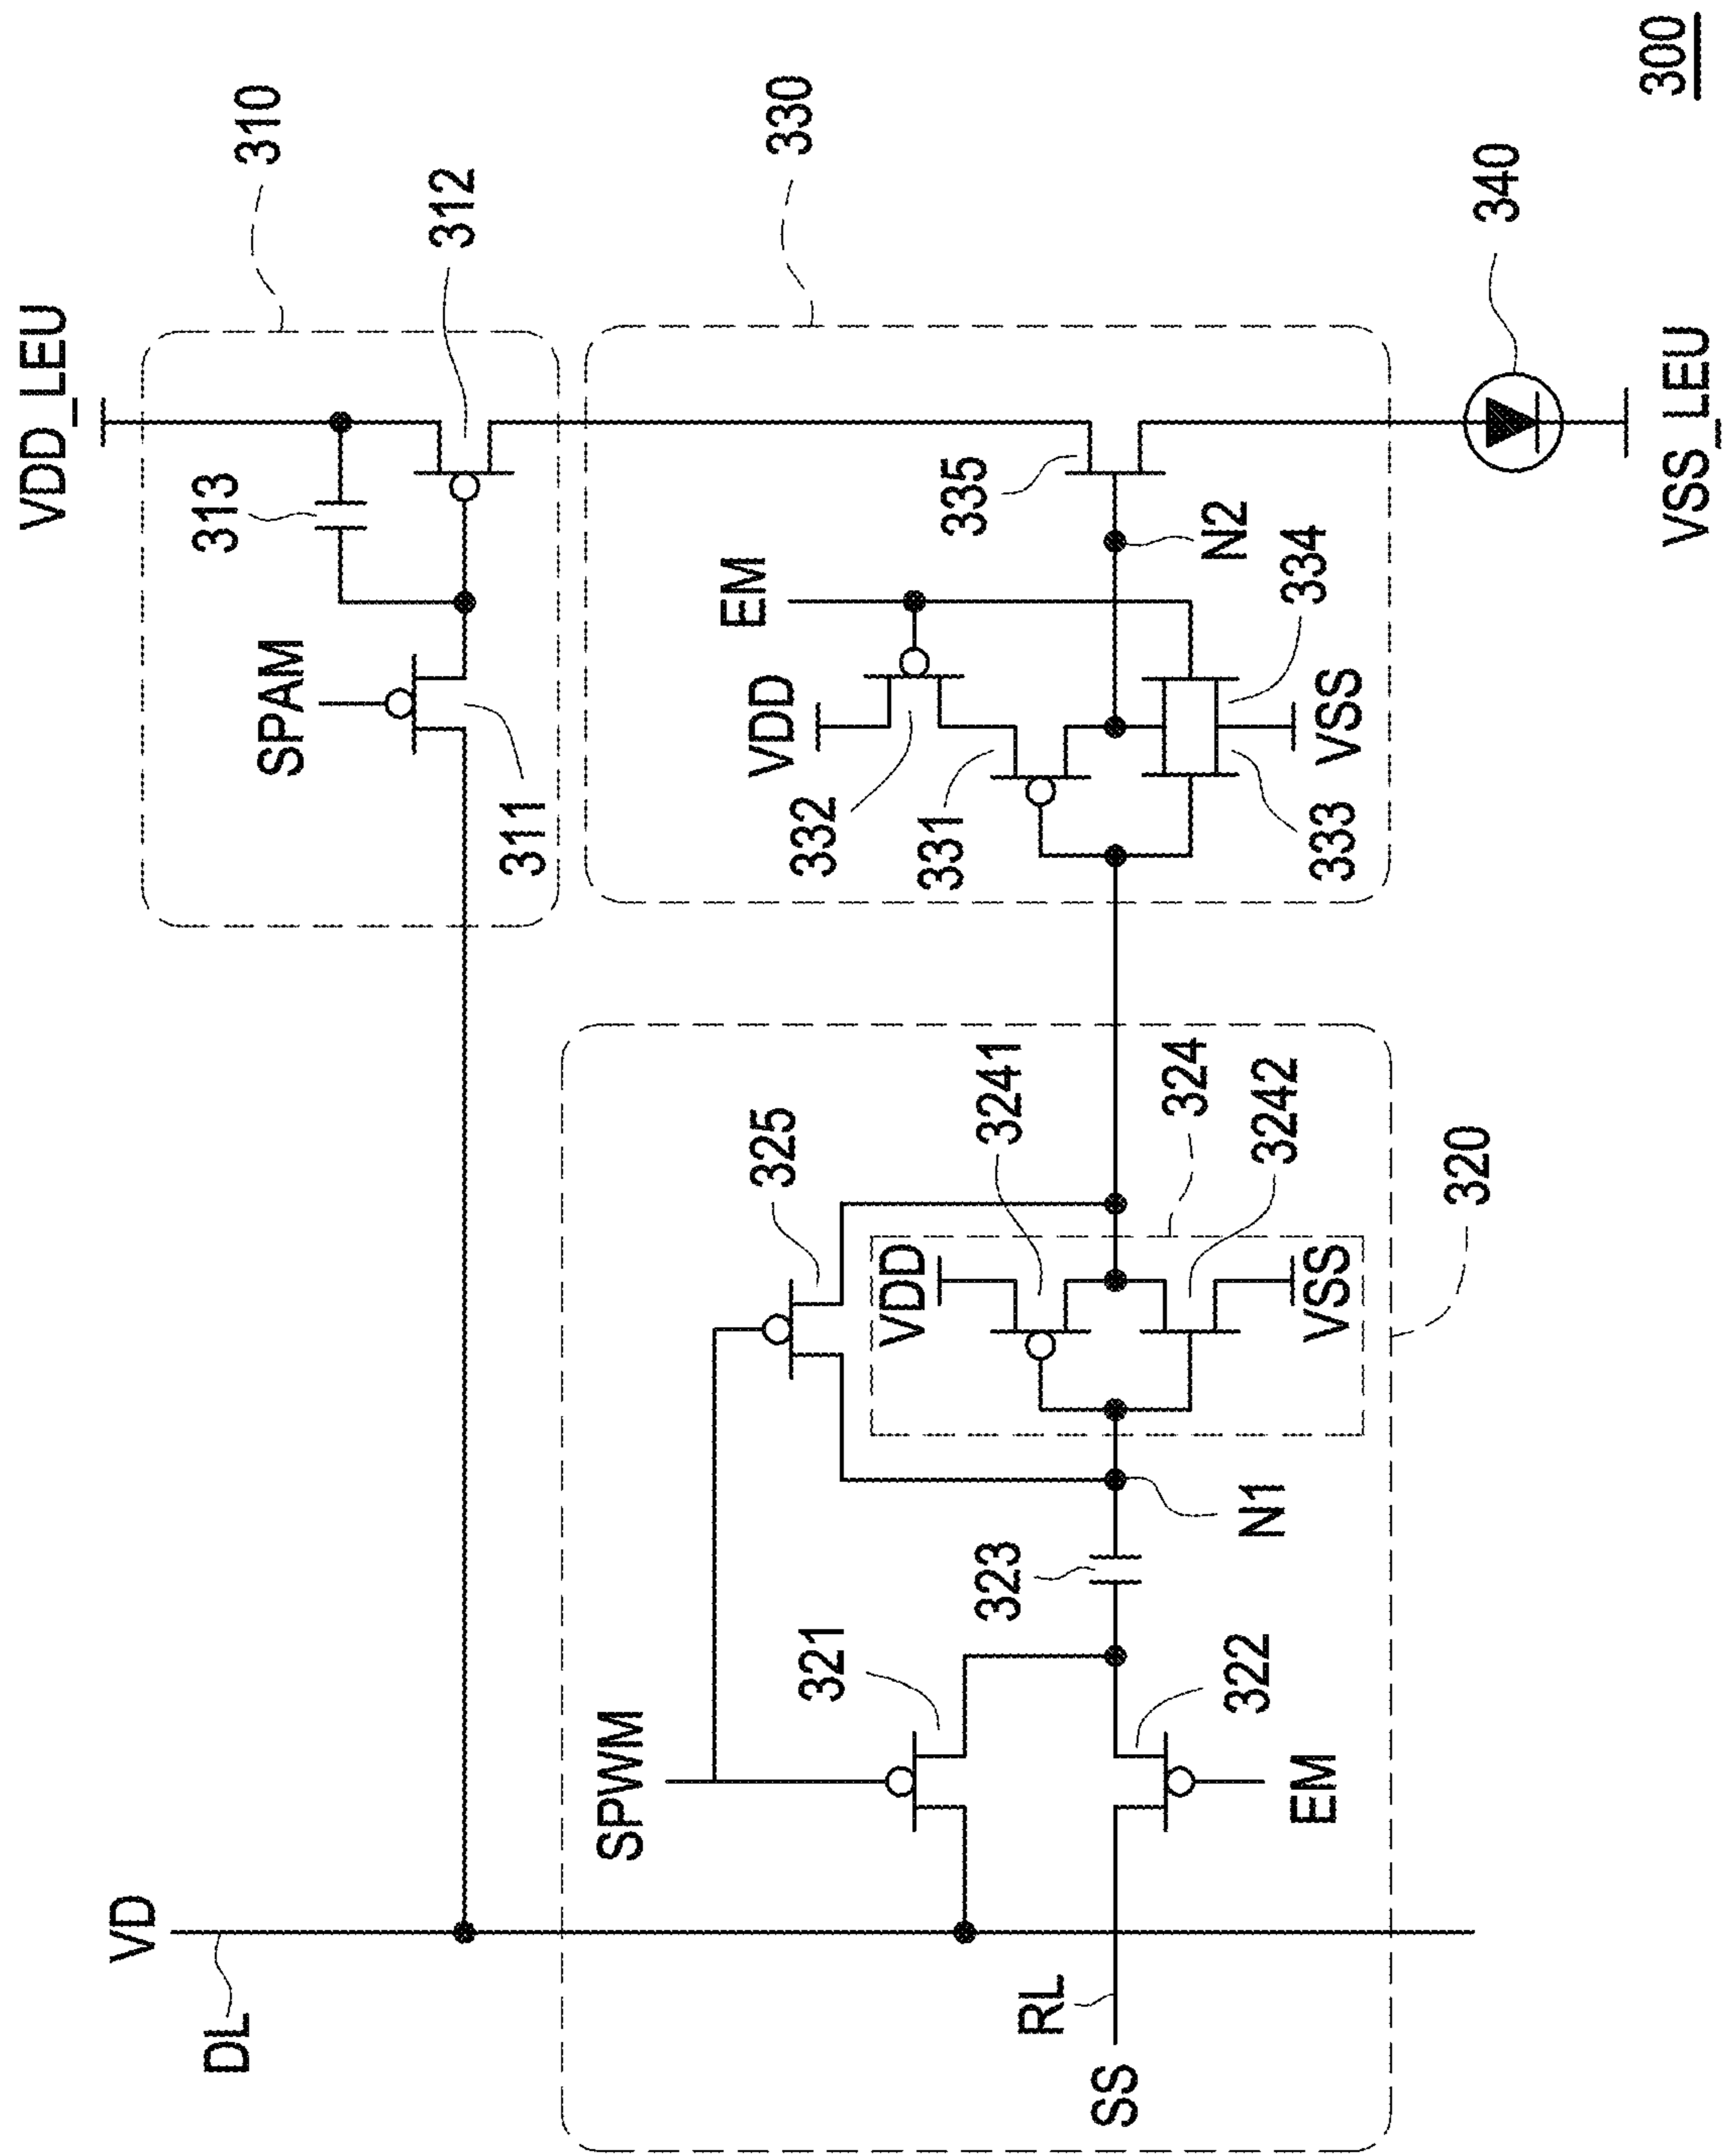 VDD_LEU
310
313
312
SPAM
311
330
EM
VDD
332
331
335
N2
334
VSS
333
340
VSS_LEU
300
VD
DL
SPWM
321
325
VDD
3241
324
3242
VSS
320
323
N1
322
EM
RL
SS